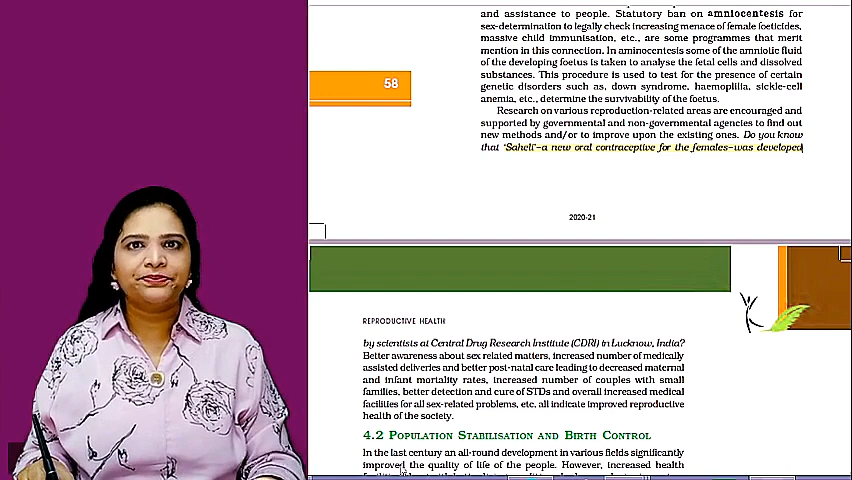 and assistance to people. Statutory ban on amniocentesis for
sex-determination to legally check increasing menace of female foeticides,
massive child immunisation, etc., are some programmes that merit
mention in this connection. In aminocentesis some of the amniotic fluid
of the developing foetus is taken to analyse the fetal cells and dissolved
substances. This procedure is used to test for the presence of certain
genetic disorders such as, down syndrome, haemoplilia, sickle-cell
anemia, etc., determine the survivability of the foetus.
58
Research on various reproduction-related areas are encouraged and
supported by governmental and non-governmental agencies to find out
new methods and/or to improve upon the existing ones. Do you know
that 'Saheli'–a new oral contraceptive for the females–was developed
2020-21
REPRODUCTIVE HEALTH
by scientists at Central Drug Research Institute (CDRI) in Lucknow, India?
Better awareness about sex related matters, increased number of medically
assisted deliveries and better post-natal care leading to decreased maternal
and infant mortality rates, increased number of couples with small
families, better detection and cure of STDs and overall increased medical
facilities for all sex-related problems, etc. all indicate improved reproductive
health of the society.
4.2 POPULATION STABILISATION AND BIRTH CONTROL
In the last century an all-round development in various fields significantly
improved the quality of life of the people. However, increased health